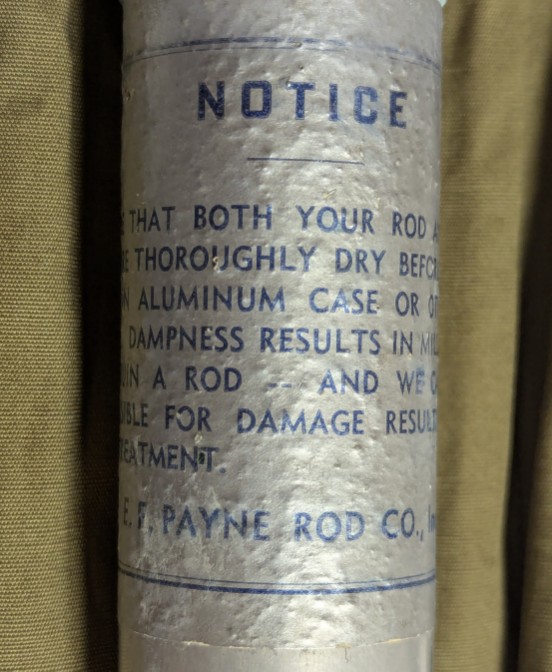 NOTICE
THAT BOTH YOUR ROD
THOROUGHLY DRY
ALUMINUM CASE OR
DAMPNESS RESULTS IN
A ROD -- AND WE
FOR DAMAGE
E. F. PAYNE ROD CO.,